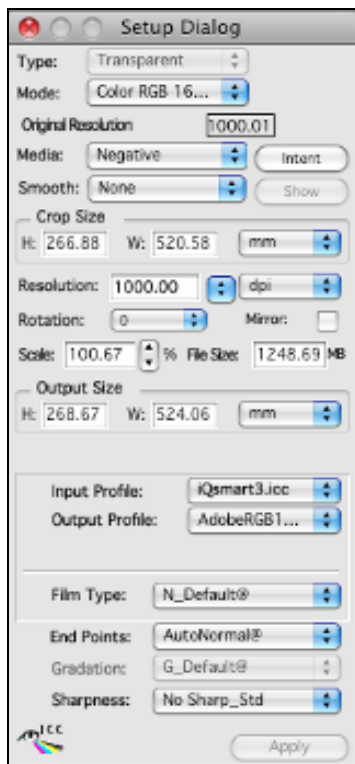 Setup Dialog
Type: Transparent
Mode: Color RGB 16...
Original Resolution 1000.01
Media: Negative Intent
Smooth: None Show
Crop Size
H: 266.88 W: 520.58 mm
Resolution: 1000.00 dpi
Rotation: 0 Mirror:
Scale: 100.67 % File Size: 1248.69 MB
Output Size
H: 268.67 W: 524.06 mm
Input Profile: iQsmart3.icc
Output Profile: AdobeRGB1...
Film Type: N_Default®
End Points: AutoNormal®
Gradation: G_Default®
Sharpness: No Sharp_Std
ICC Apply